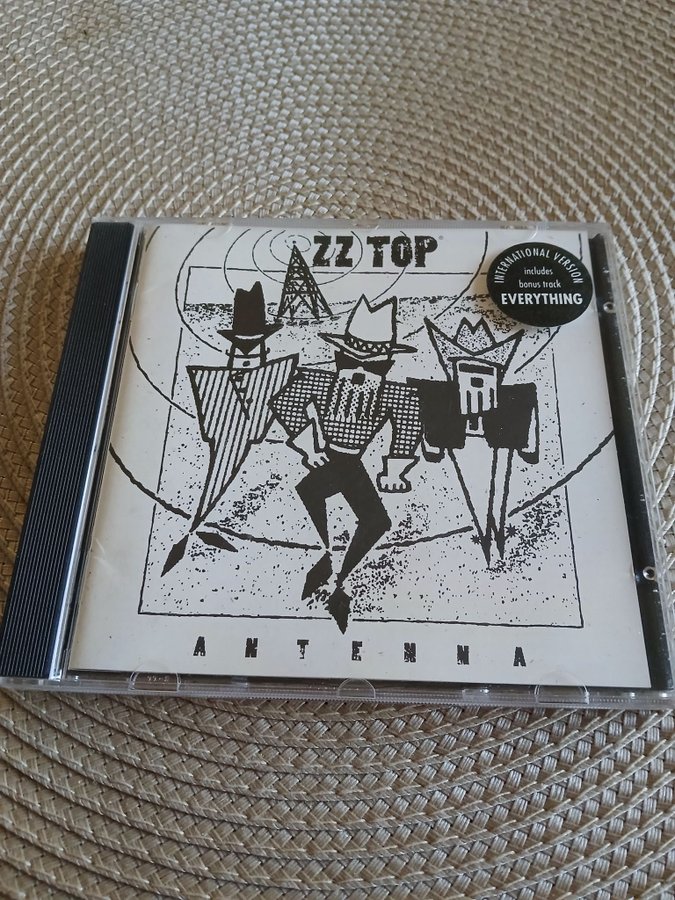 ZZ TOP
INTERNATIONAL VERSION
includes
bonus track
EVERYTHING
ANTENNA